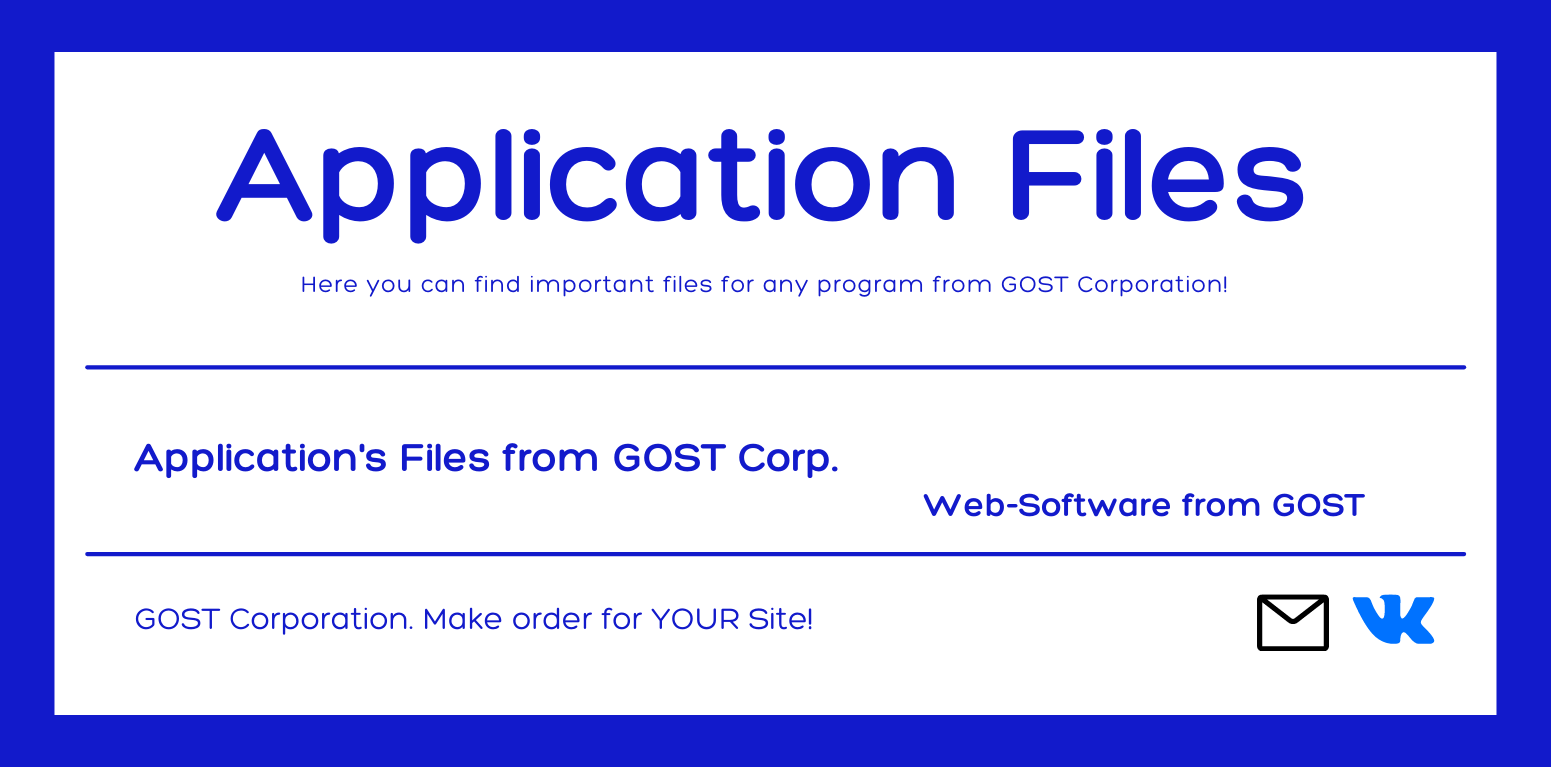 Application Files
Here you can find important files for any program from GOST Corporation!
Application's Files from GOST Corp.
Web-Software from GOST
GOST Corporation. Make order for YOUR Site!